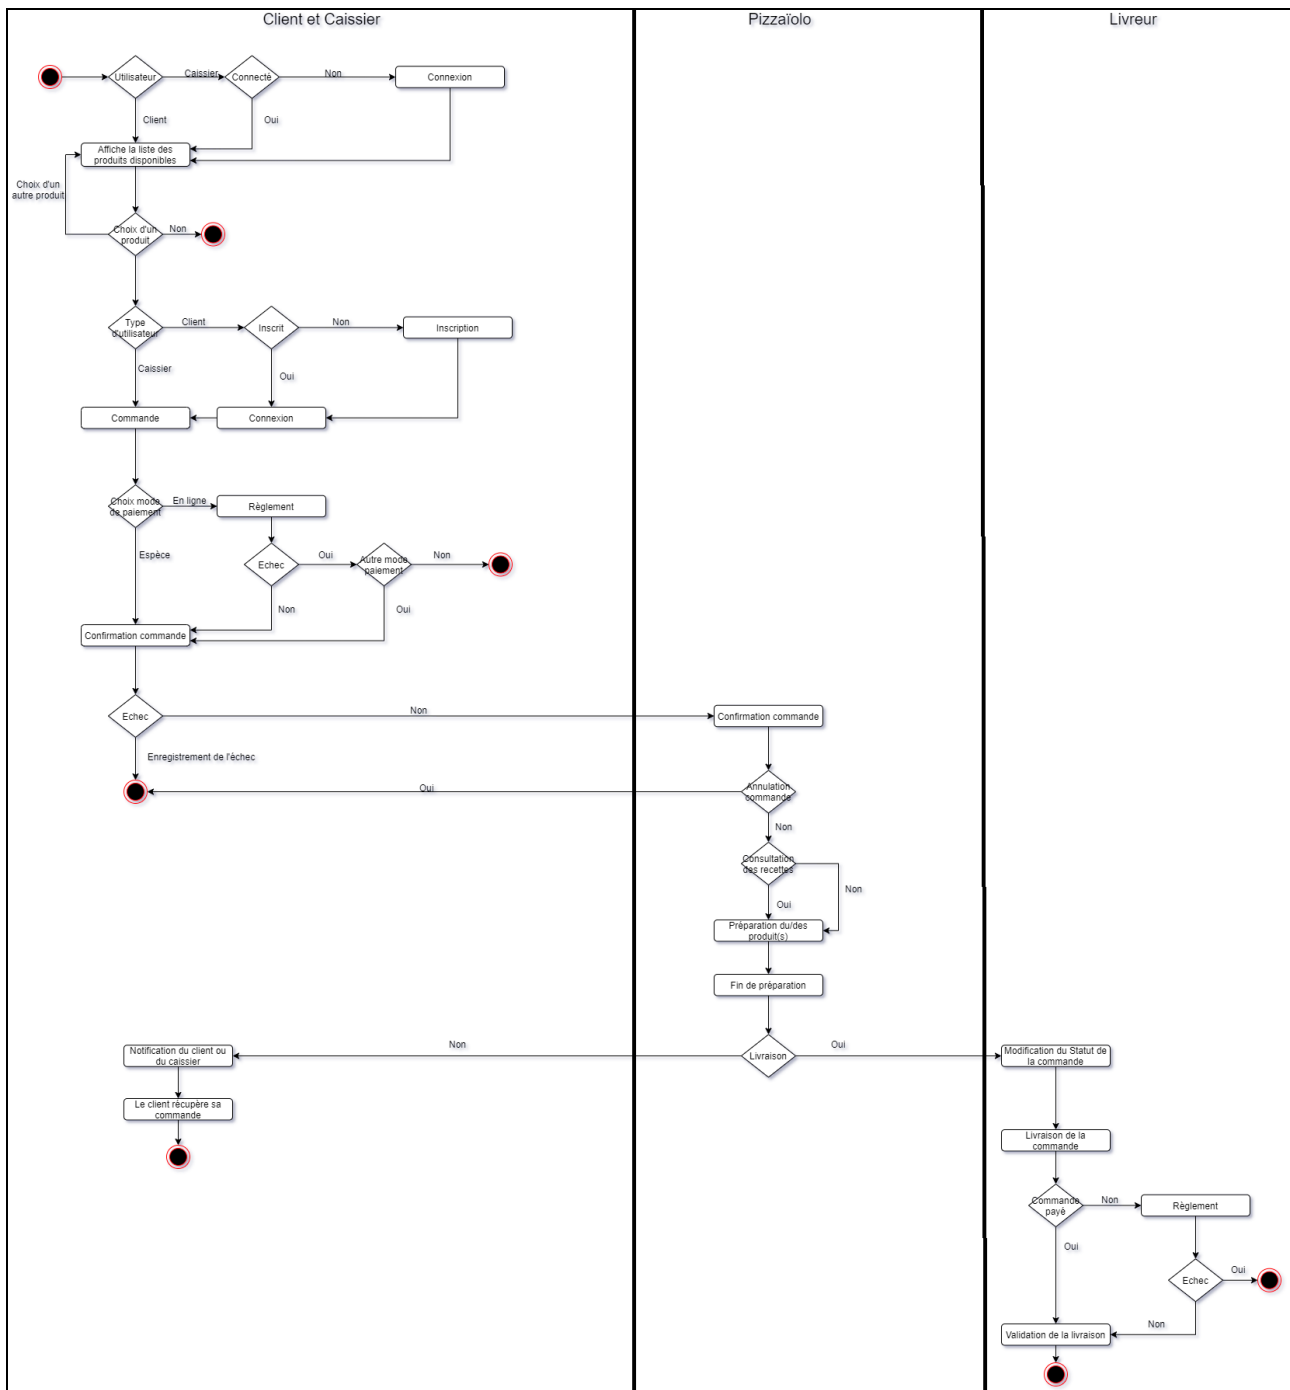 Client et Caissier
Pizzaïolo
Livreur
Utilisateur
Caissier
Connecté
Non
Connexion
Client
Oui
Affiche la liste des
produits disponibles
Choix d'un
autre produit
Choix d'un
produit
Non
Type
d'utilisateur
Client
Inscrit
Non
Inscription
Caissier
Oui
Commande
Connexion
Choix mode
de paiement
En ligne
Règlement
Espèce
Echec
Oui
Autre mode
paiement
Non
Non
Oui
Confirmation commande
Echec
Non
Confirmation commande
Enregistrement de l'échec
Annulation
commande
Oui
Non
Consultation
des recettes
Non
Oui
Préparation du/des
produit(s)
Fin de préparation
Livraison
Non
Oui
Notification du client ou
du caissier
Modification du Statut de
la commande
Le client récupère sa
commande
Livraison de la
commande
Commande
payé
Non
Règlement
Oui
Echec
Oui
Non
Validation de la livraison